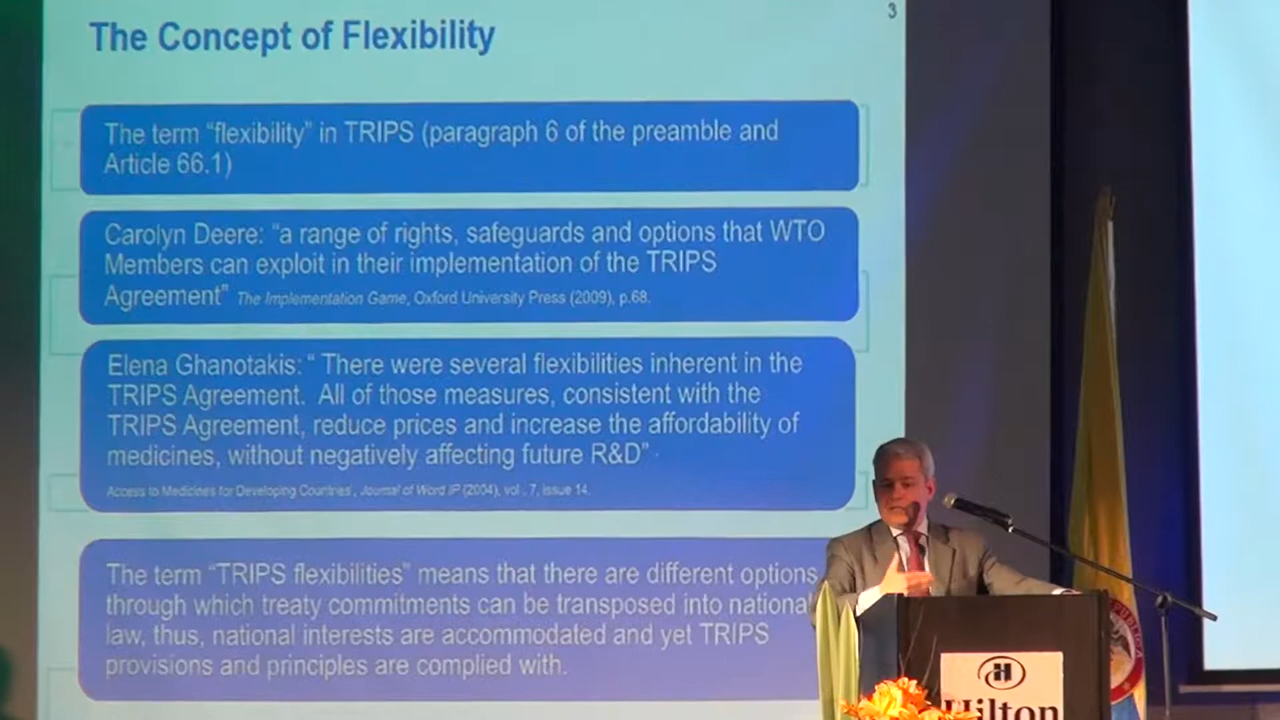 3
The Concept of Flexibility
The term “flexibility” in TRIPS (paragraph 6 of the preamble and
Article 66.1)
Carolyn Deere: “a range of rights, safeguards and options that WTO
Members can exploit in their implementation of the TRIPS
Agreement” The Implementation Game, Oxford University Press (2009), p.68.
Elena Ghanotakis: “ There were several flexibilities inherent in the
TRIPS Agreement.  All of those measures, consistent with the
TRIPS Agreement, reduce prices and increase the affordability of
medicines, without negatively affecting future R&D”
Access to Medicines for Developing Countries , Journal of Word IP (2004), vol . 7, issue 14.
The term “TRIPS flexibilities” means that there are different options
through which treaty commitments can be transposed into national
law, thus, national interests are accommodated and yet TRIPS
provisions and principles are complied with.
H
Hilton